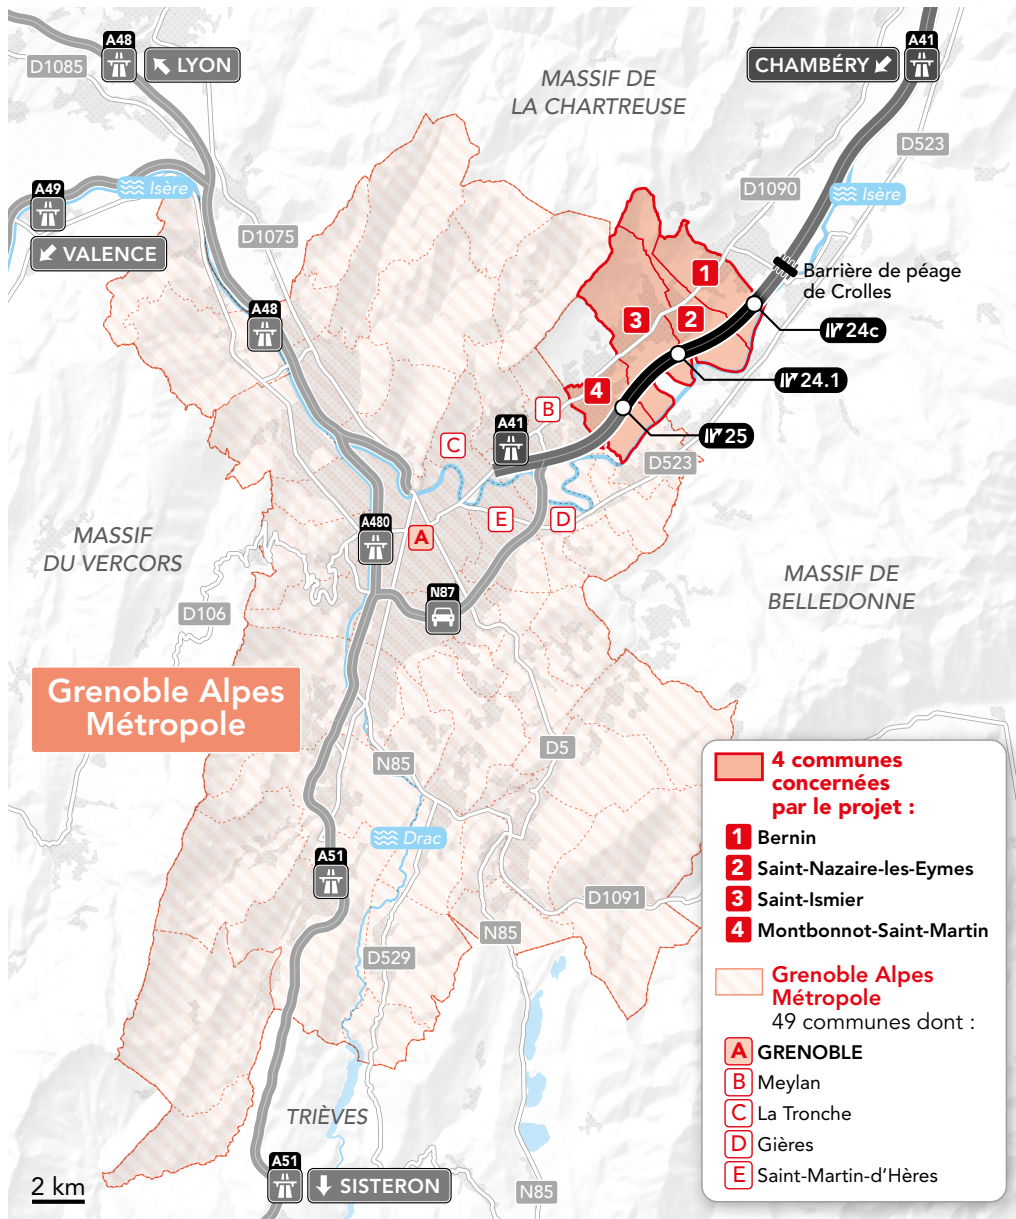 A48
LYON
D1085
MASSIF DE
LA CHARTREUSE
CHAMBÉRY
A41
D523
A49
Isère
VALENCE
D1075
D1090
Isère
Barrière de péage
de Crolles
1
2
3
4
24c
24.1
25
A48
A41
B
C
D523
E
D
A
A480
N87
MASSIF
DU VERCORS
D106
MASSIF DE
BELLEDONNE
Grenoble Alpes
Métropole
N85
D5
Drac
A51
D1091
N85
D529
TRIÈVES
A51
SISTERON
N85
2 km
4 communes
concernées
par le projet :
1 Bernin
2 Saint-Nazaire-les-Eymes
3 Saint-Ismier
4 Montbonnot-Saint-Martin
Grenoble Alpes
Métropole
49 communes dont :
A GRENOBLE
B Meylan
C La Tronche
D Gières
E Saint-Martin-d'Hères